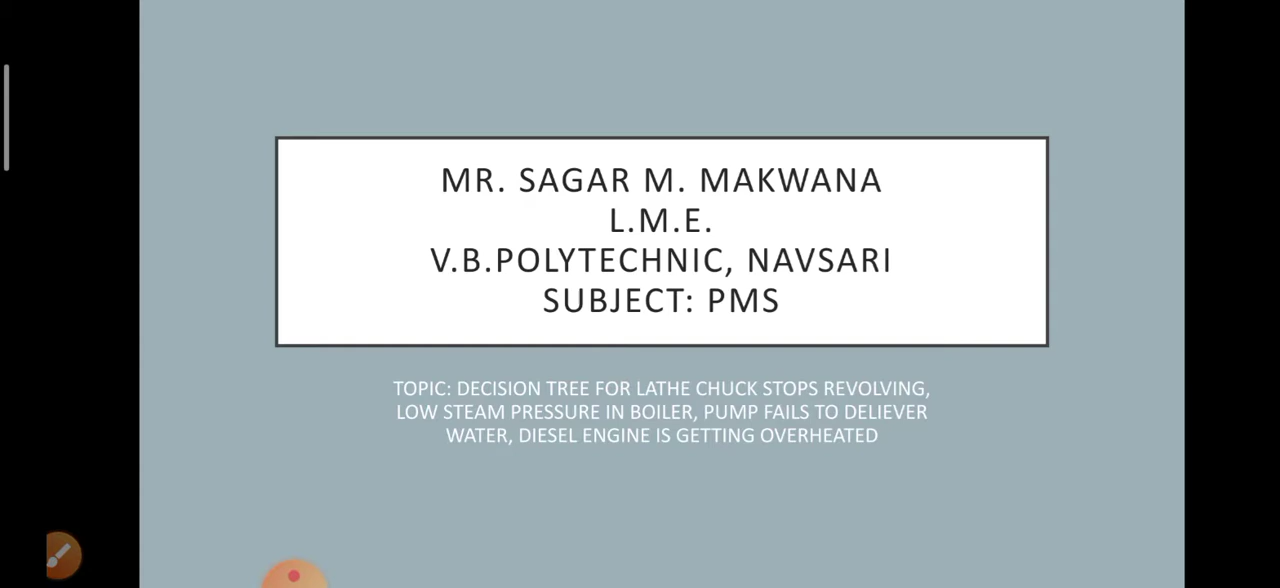 MR. SAGAR M. MAKWANA
L.M.E.
V.B.POLYTECHNIC, NAVSARI
SUBJECT: PMS
TOPIC: DECISION TREE FOR LATHE CHUCK STOPS REVOLVING,
LOW STEAM PRESSURE IN BOILER, PUMP FAILS TO DELIEVER
WATER, DIESEL ENGINE IS GETTING OVERHEATED